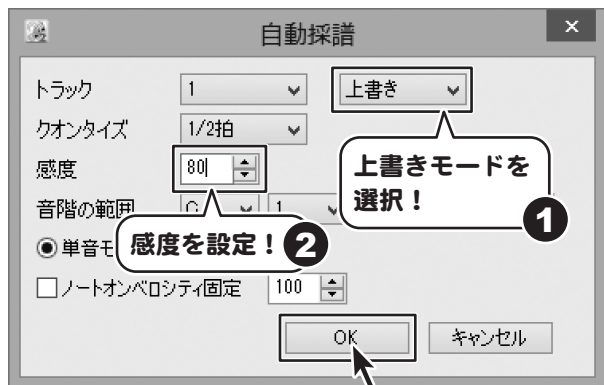 自動採譜
×
トラック 1 上書き
クオンタイズ 1/2拍
感度 80
上書きモードを
選択！
1
音階の範囲 1
感度を設定！ 2
単音モ
ノートオンベロシティ固定 100
OK キャンセル